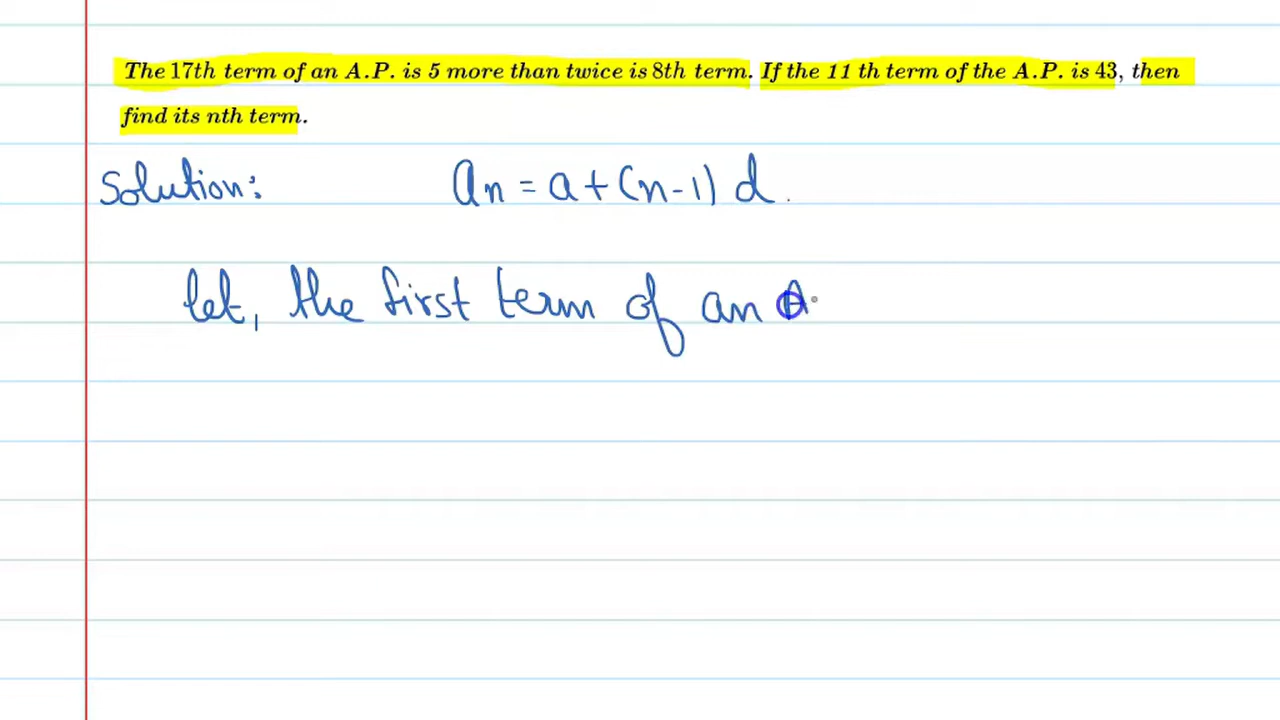 The 17th term of an A.P. is 5 more than twice is 8th term. If the 11 th term of the A.P. is 43, then
find its nth term.
Solution: an = a + (n-1) d.
let, the first term of an A